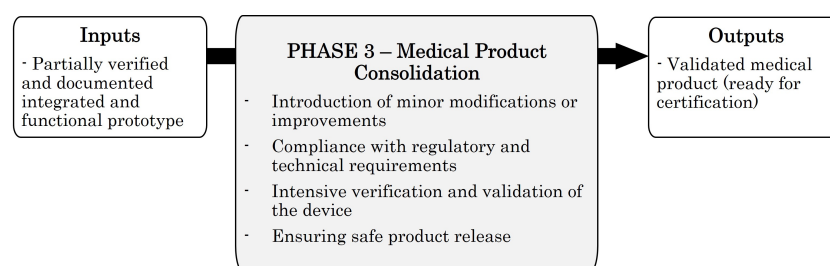 Inputs
- Partially verified
and documented
integrated and
functional prototype
PHASE 3 – Medical Product
Consolidation
- Introduction of minor modifications or
improvements
- Compliance with regulatory and
technical requirements
- Intensive verification and validation of
the device
- Ensuring safe product release
Outputs
- Validated medical
product (ready for
certification)